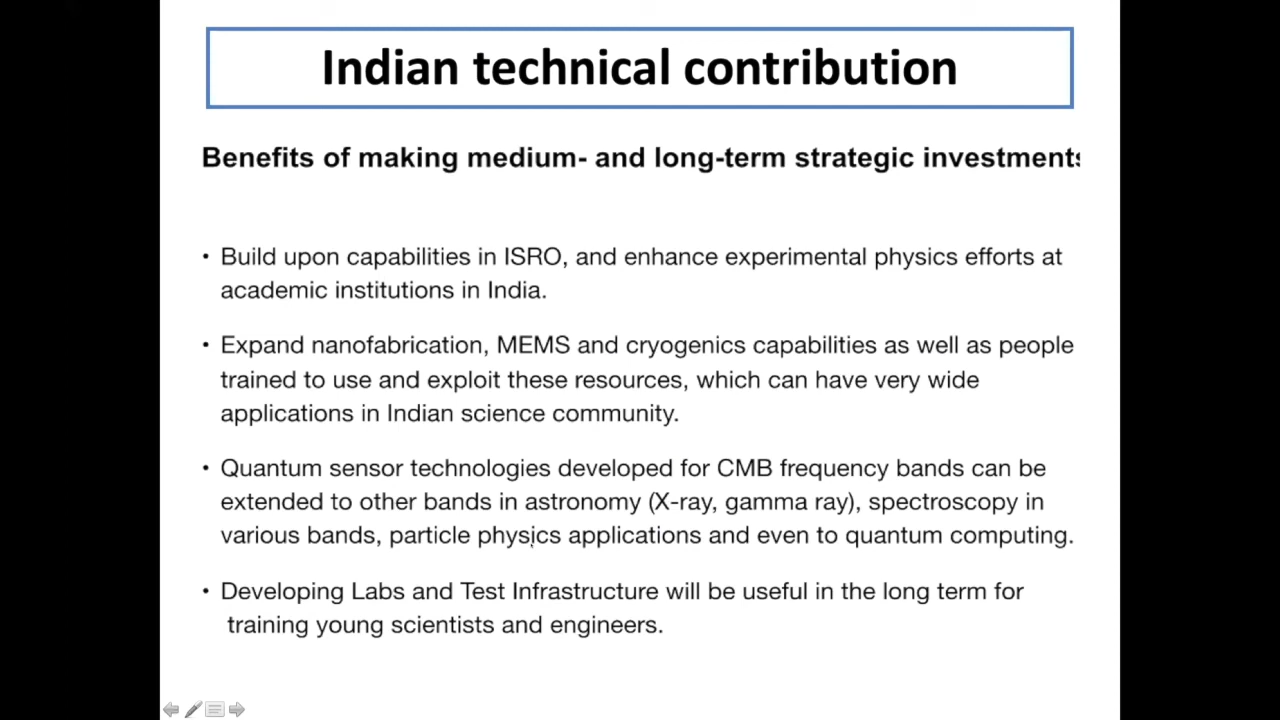 Indian technical contribution
Benefits of making medium- and long-term strategic investments
• Build upon capabilities in ISRO, and enhance experimental physics efforts at
academic institutions in India.
• Expand nanofabrication, MEMS and cryogenics capabilities as well as people
trained to use and exploit these resources, which can have very wide
applications in Indian science community.
• Quantum sensor technologies developed for CMB frequency bands can be
extended to other bands in astronomy (X-ray, gamma ray), spectroscopy in
various bands, particle physics applications and even to quantum computing.
• Developing Labs and Test Infrastructure will be useful in the long term for
training young scientists and engineers.